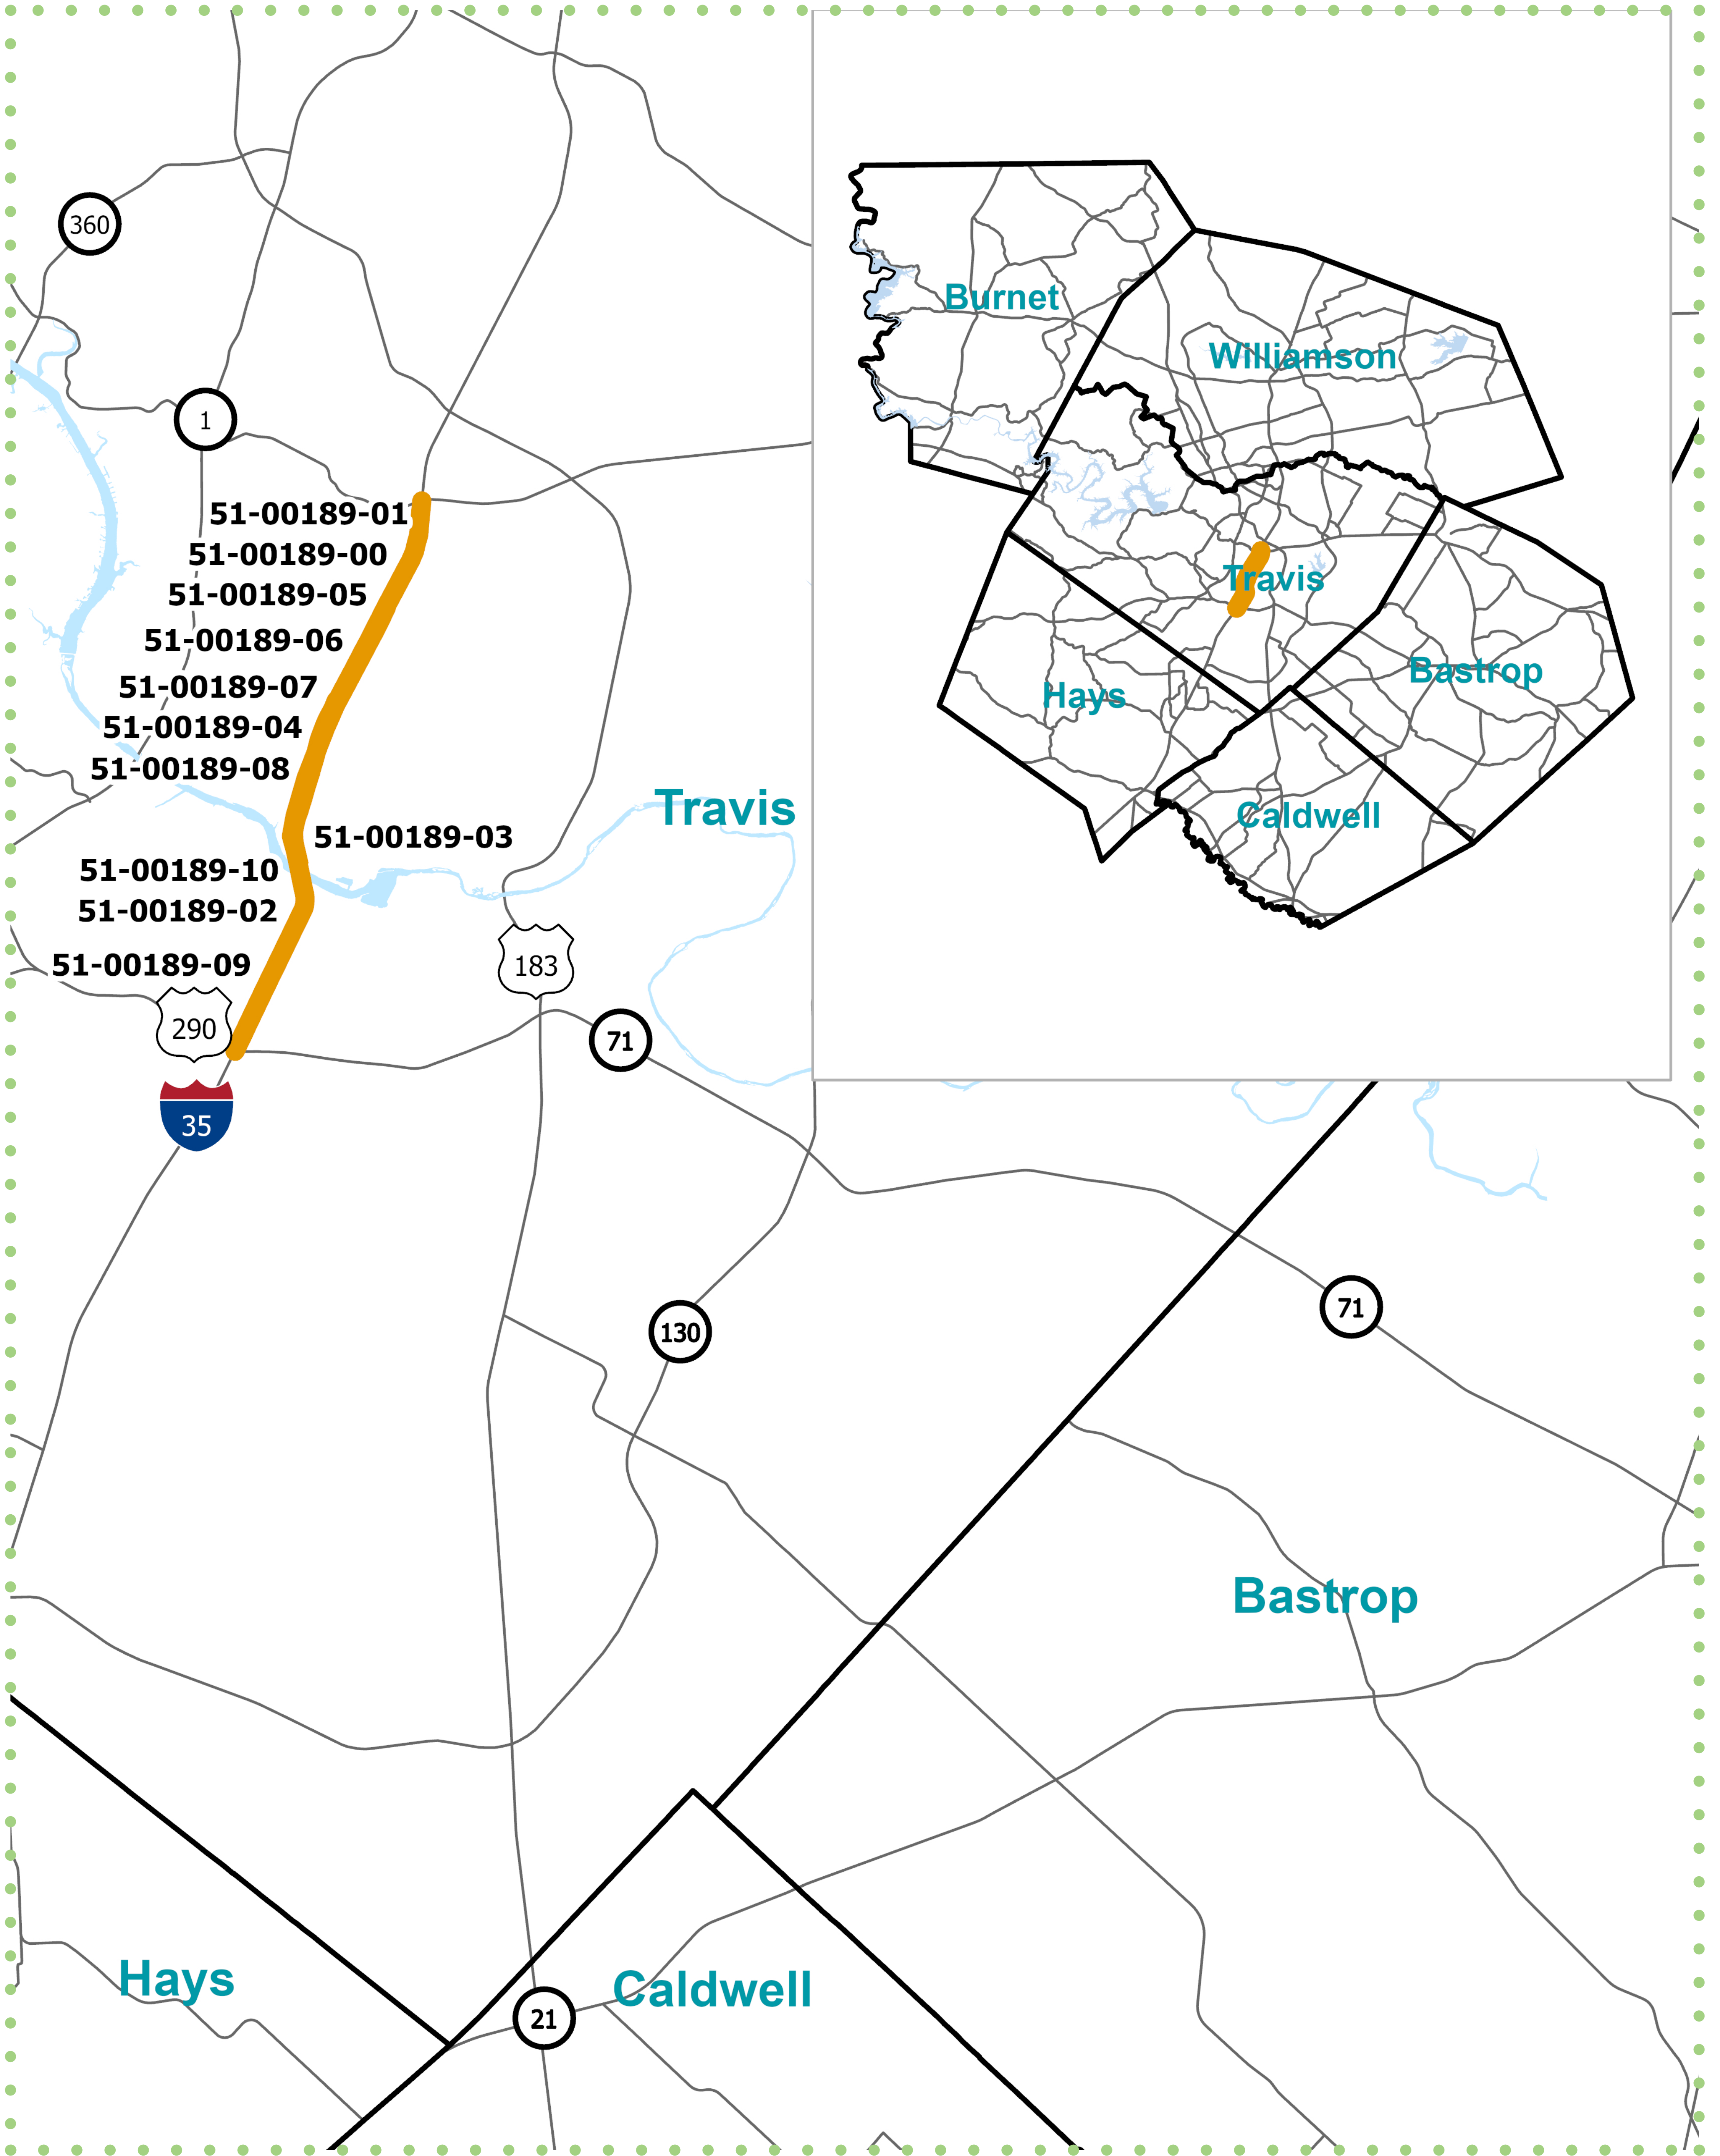 360
Burnet
Williamson
1
51-00189-01
51-00189-00
Travis
51-00189-05
51-00189-06
Bastrop
51-00189-07
Hays
51-00189-04
51-00189-08
Travis
Caldwell
51-00189-03
51-00189-10
51-00189-02
51-00189-09
183
290
71
35
71
130
Bastrop
Hays
Caldwell
21